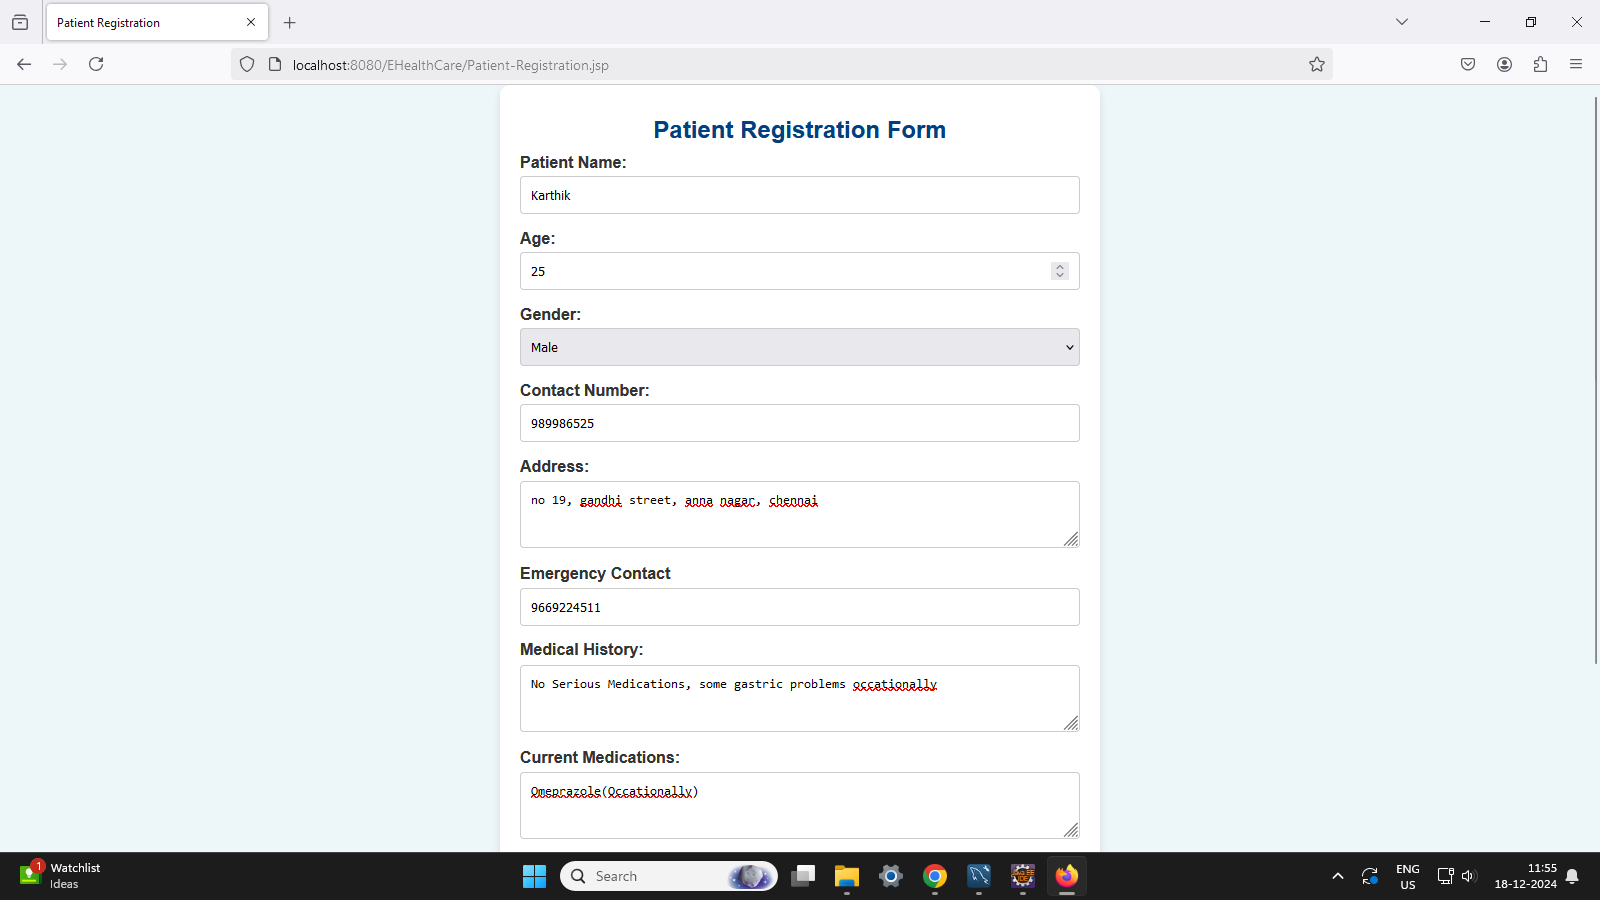 Patient Registration
localhost:8080/EHealthCare/Patient-Registration.jsp
Patient Registration Form
Patient Name:
Karthik
Age:
25
Gender:
Male
Contact Number:
989986525
Address:
no 19, gandhi street, anna nagar, chennai
Emergency Contact
9669224511
Medical History:
No Serious Medications, some gastric problems occationally
Current Medications:
Omeprazole(Occationally)
1
Watchlist
Ideas
Search
ENG
US
11:55
18-12-2024